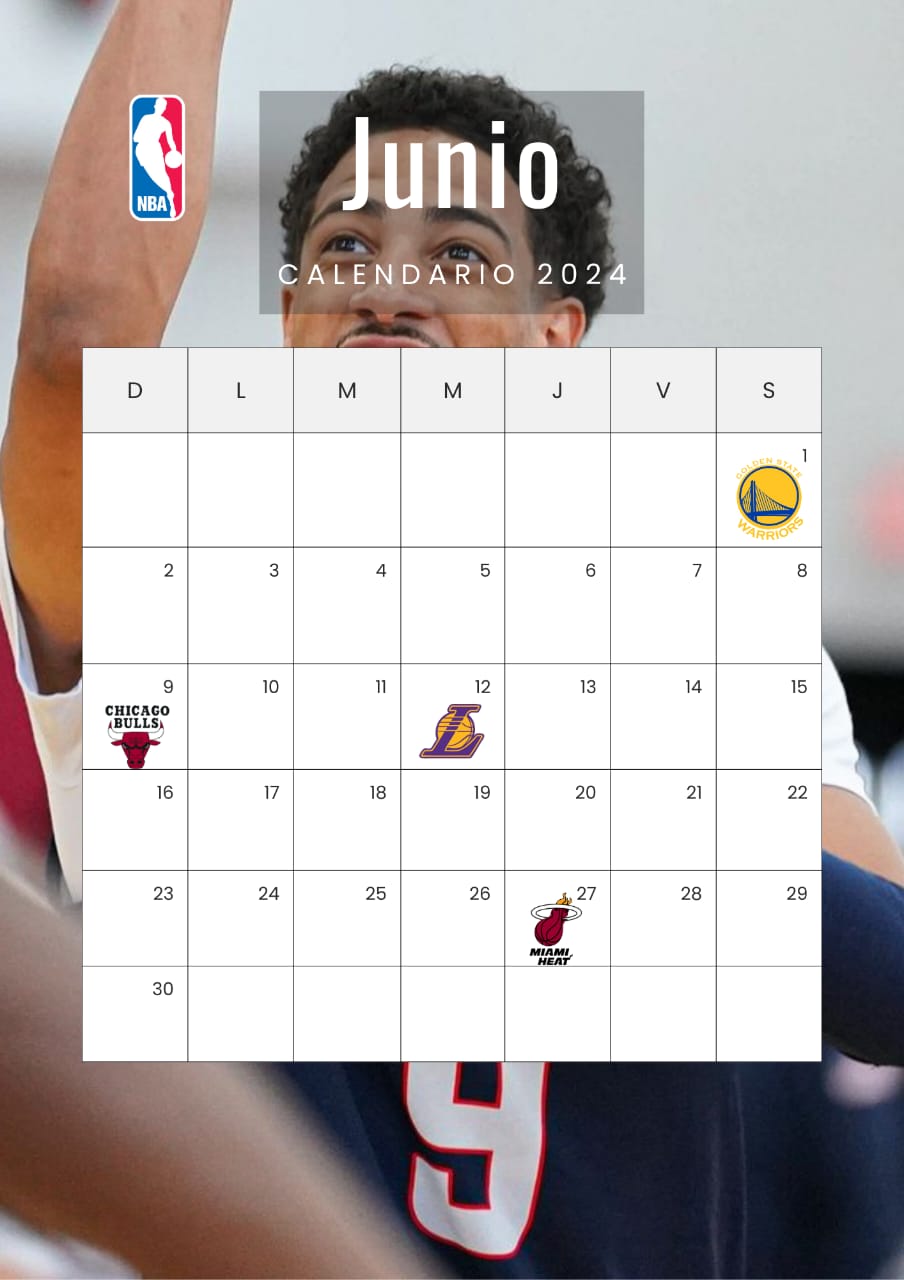 NBA
Junio
CALENDARIO 2024
D L M M J V S
1
GOLDEN STATE
WARRIORS
2 3 4 5 6 7 8
9 10 11 12 13 14 15
CHICAGO
BULLS
L
16 17 18 19 20 21 22
23 24 25 26 27 28 29
MIAMI
HEAT
30
9